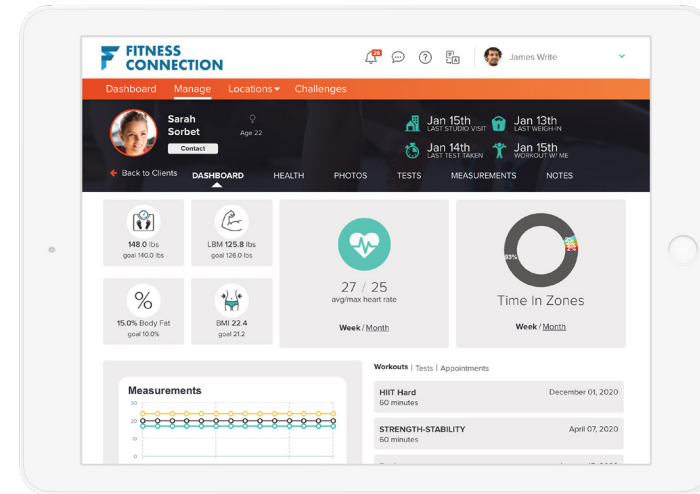 FITNESS
CONNECTION
26
James Write
Dashboard Manage Locations Challenges
Sarah
Sorbet
Age 22
Contact
Jan 15th
LAST STUDIO VISIT
Jan 13th
LAST WEIGH-IN
Jan 14th
LAST TEST TAKEN
Jan 15th
WORKOUT W/ ME
Back to Clients DASHBOARD HEALTH PHOTOS TESTS MEASUREMENTS NOTES
148.0 lbs
goal 140.0 lbs
LBM 125.8 lbs
goal 126.0 lbs
%
15.0% Body Fat
goal 10.0%
BMI 22.4
goal 21.2
27 / 25
avg/max heart rate
Week / Month
93%
Time In Zones
Week / Month
Measurements
30
20
10
0
Workouts | Tests | Appointments
HIIT Hard December 01, 2020
60 minutes
STRENGTH-STABILITY April 07, 2020
60 minutes